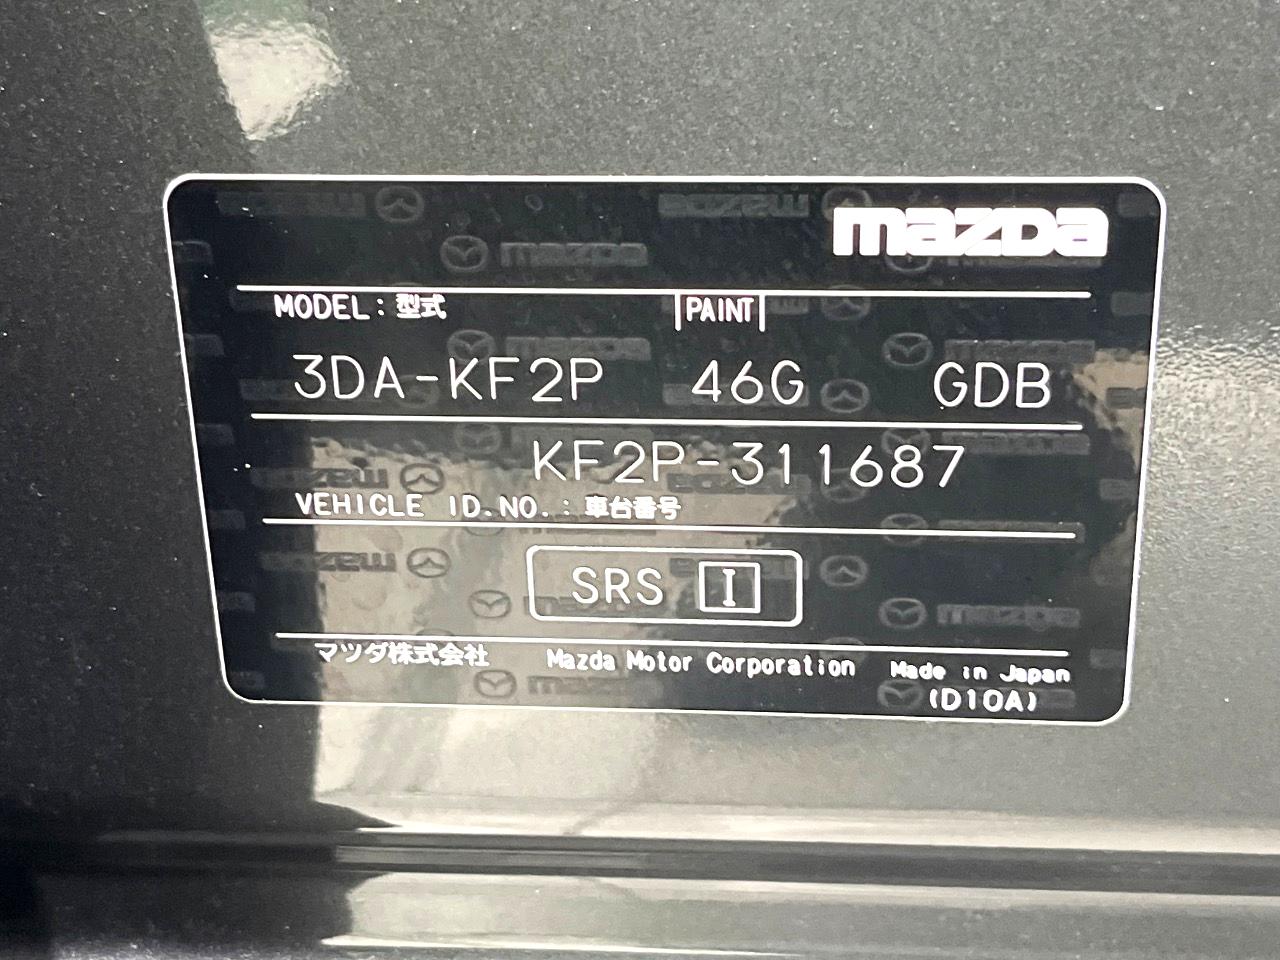 mazda
MODEL：型式 PAINT
3DA-KF2P 46G GDB
KF2P-311687
VEHICLE ID.NO.：車台番号
SRS I
マツダ株式会社 Mazda Motor Corporation Made in Japan
(D10A)